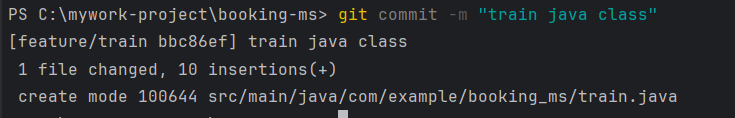 PS C:\mywork-project\booking-ms> git commit -m "train java class"
[feature/train bbc86ef] train java class
 1 file changed, 10 insertions(+)
 create mode 100644 src/main/java/com/example/booking_ms/train.java